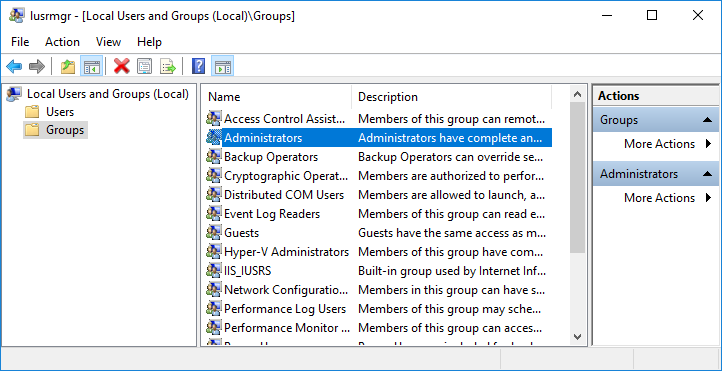 lusrmgr - [Local Users and Groups (Local)\Groups]
File Action View Help
Local Users and Groups (Local)
Users
Groups
Name Description
Access Control Assist... Members of this group can remot...
Administrators Administrators have complete an...
Backup Operators Backup Operators can override se...
Cryptographic Operat... Members are authorized to perfor...
Distributed COM Users Members are allowed to launch, a...
Event Log Readers Members of this group can read e...
Guests Guests have the same access as m...
Hyper-V Administrators Members of this group have com...
IIS_IUSRS Built-in group used by Internet Inf...
Network Configuratio... Members in this group can have s...
Performance Log Users Members of this group may sche...
Performance Monitor ... Members of this group can acces...
Actions
Groups
More Actions
Administrators
More Actions